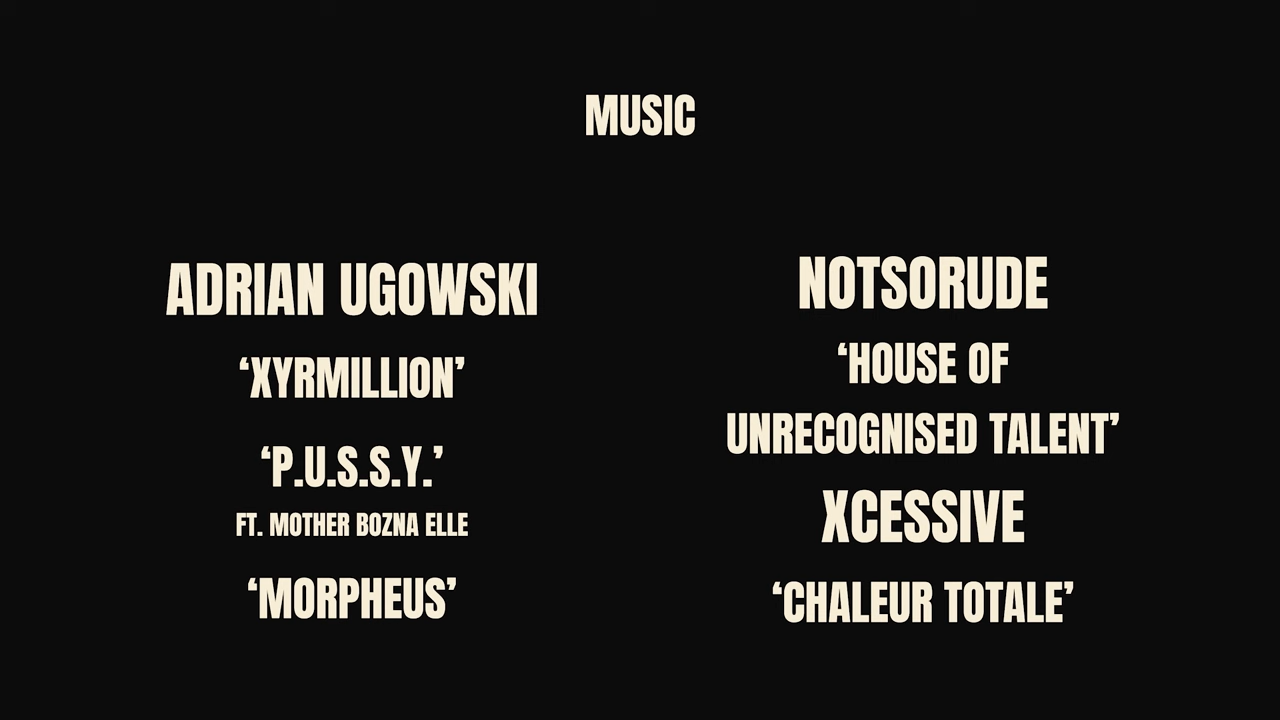 MUSIC
ADRIAN UGOWSKI
‘XYRMILLION’
‘P.U.S.S.Y.’
FT. MOTHER BOZNA ELLE
‘MORPHEUS’
NOTSORUDE
‘HOUSE OF
UNRECOGNISED TALENT’
XCESSIVE
‘CHALEUR TOTALE’